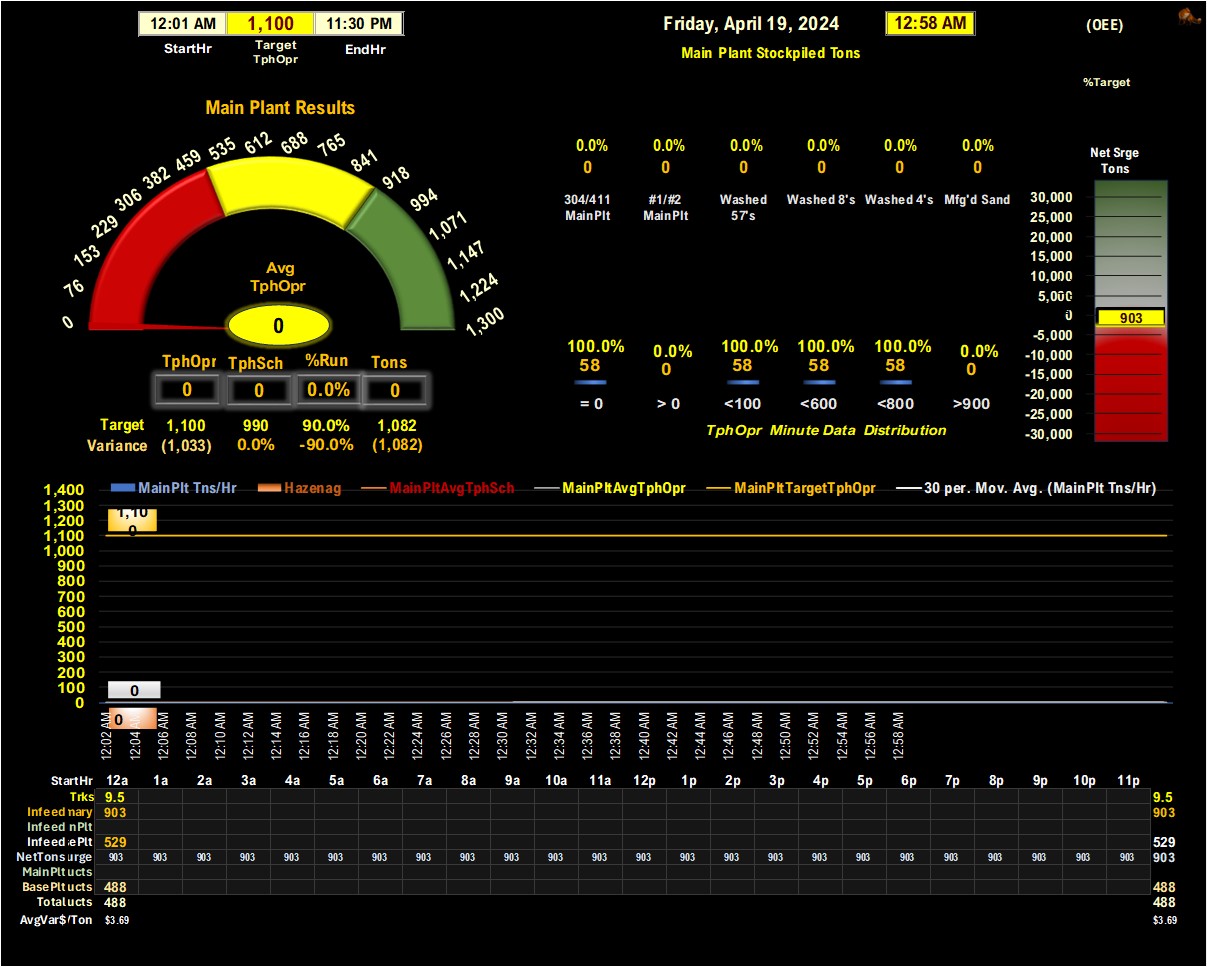 12:01 AM 1,100 11:30 PM
StartHr Target TphOpr EndHr
Friday, April 19, 2024 12:58 AM (OEE)
Main Plant Stockpiled Tons
%Target
Main Plant Results
0 76 153 229 306 382 459 535 612 688 765 841 918 994 1,071 1,147 1,224 1,300
Avg
TphOpr
0
TphOpr TphSch %Run Tons
0 0 0.0% 0
Target 1,100 990 90.0% 1,082
Variance (1,033) 0.0% -90.0% (1,082)
0.0% 0.0% 0.0% 0.0% 0.0% 0.0%
0 0 0 0 0 0
304/411 #1/#2 Washed Washed 8's Washed 4's Mfg'd Sand
MainPlt MainPlt 57's
100.0% 0.0% 100.0% 100.0% 100.0% 0.0%
58 0 58 58 58 0
= 0 > 0 <100 <600 <800 >900
TphOpr Minute Data Distribution
Net Srge
Tons
30,000
25,000
20,000
15,000
10,000
5,000
0
903
-5,000
-10,000
-15,000
-20,000
-25,000
-30,000
MainPlt Tns/Hr Hazenag MainPltAvgTphSch MainPltAvgTphOpr MainPltTargetTphOpr 30 per. Mov. Avg. (MainPlt Tns/Hr)
1,400
1,300
1,200
1,100
1,000
900
800
700
600
500
400
300
200
100
0
1,10
0
0
0
12:02 AM 12:04 AM 12:06 AM 12:08 AM 12:10 AM 12:12 AM 12:14 AM 12:16 AM 12:18 AM 12:20 AM 12:22 AM 12:24 AM 12:26 AM 12:28 AM 12:30 AM 12:32 AM 12:34 AM 12:36 AM 12:38 AM 12:40 AM 12:42 AM 12:44 AM 12:46 AM 12:48 AM 12:50 AM 12:52 AM 12:54 AM 12:56 AM 12:58 AM
StartHr 12a 1a 2a 3a 4a 5a 6a 7a 8a 9a 10a 11a 12p 1p 2p 3p 4p 5p 6p 7p 8p 9p 10p 11p
Trks 9.5 9.5
Infeed mary 903 903
Infeed nPlt
Infeed ePlt 529 529
NetTons urge 903 903 903 903 903 903 903 903 903 903 903 903 903 903 903 903 903 903 903 903 903 903 903 903 903
MainPlt ucts
BasePlt ucts 488 488
Total ucts 488 488
AvgVar$/Ton $3.69 $3.69